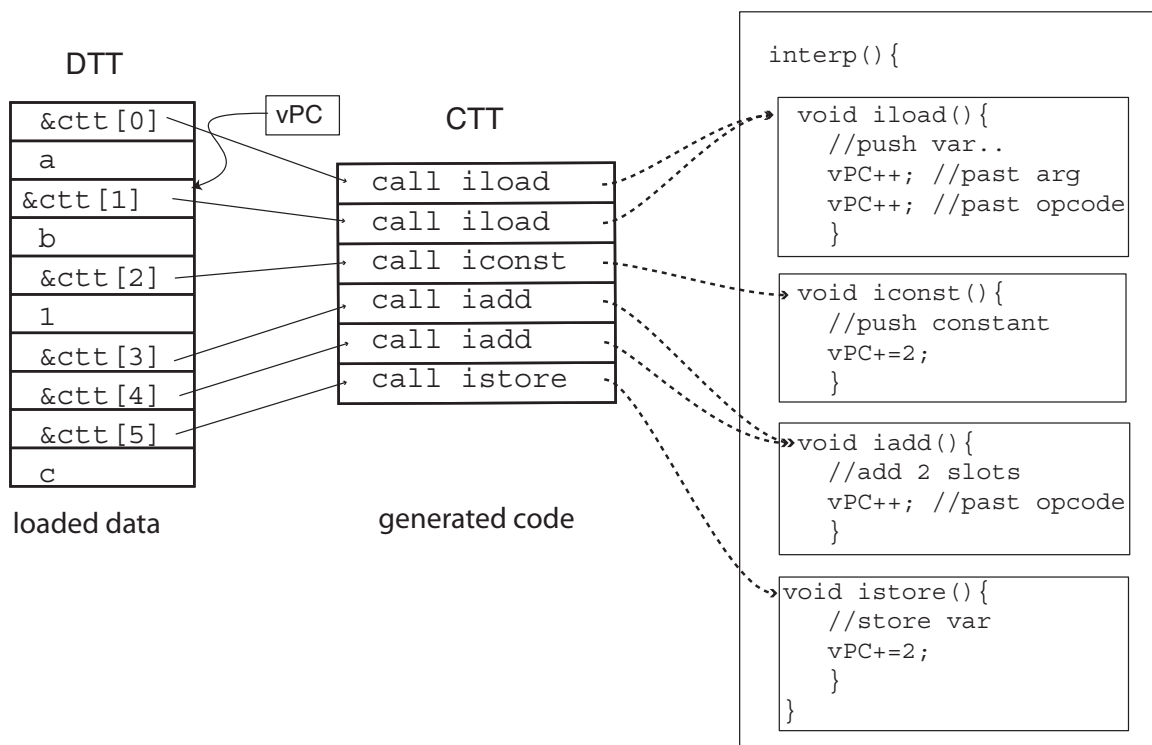 DTT
&ctt[0]
a
&ctt[1]
b
&ctt[2]
1
&ctt[3]
&ctt[4]
&ctt[5]
c
loaded data
vPC
CTT
call iload
call iload
call iconst
call iadd
call iadd
call istore
generated code
interp(){
void iload(){
//push var..
vPC++; //past arg
vPC++; //past opcode
}
void iconst(){
//push constant
vPC+=2;
}
void iadd(){
//add 2 slots
vPC++; //past opcode
}
void istore(){
//store var
vPC+=2;
}
}